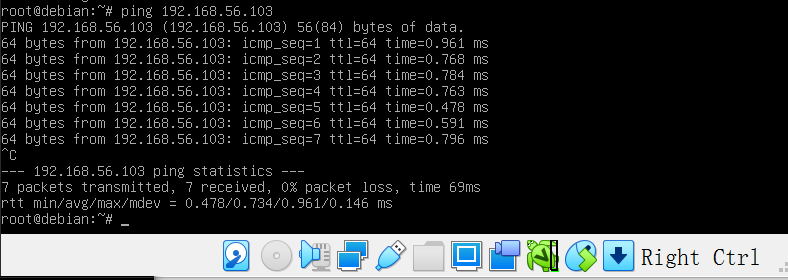 root@debian:~# ping 192.168.56.103
PING 192.168.56.103 (192.168.56.103) 56(84) bytes of data.
64 bytes from 192.168.56.103: icmp_seq=1 ttl=64 time=0.961 ms
64 bytes from 192.168.56.103: icmp_seq=2 ttl=64 time=0.768 ms
64 bytes from 192.168.56.103: icmp_seq=3 ttl=64 time=0.784 ms
64 bytes from 192.168.56.103: icmp_seq=4 ttl=64 time=0.763 ms
64 bytes from 192.168.56.103: icmp_seq=5 ttl=64 time=0.478 ms
64 bytes from 192.168.56.103: icmp_seq=6 ttl=64 time=0.591 ms
64 bytes from 192.168.56.103: icmp_seq=7 ttl=64 time=0.796 ms
^C
--- 192.168.56.103 ping statistics ---
7 packets transmitted, 7 received, 0% packet loss, time 69ms
rtt min/avg/max/mdev = 0.478/0.734/0.961/0.146 ms
root@debian:~# _
Right Ctrl